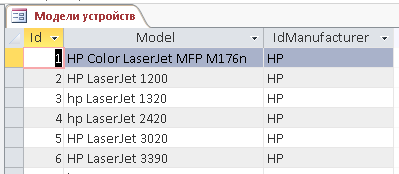 Модели устройств
Id Model IdManufacturer
1 HP Color LaserJet MFP M176n HP
2 HP LaserJet 1200 HP
3 hp LaserJet 1320 HP
4 hp LaserJet 2420 HP
5 HP LaserJet 3020 HP
6 HP LaserJet 3390 HP